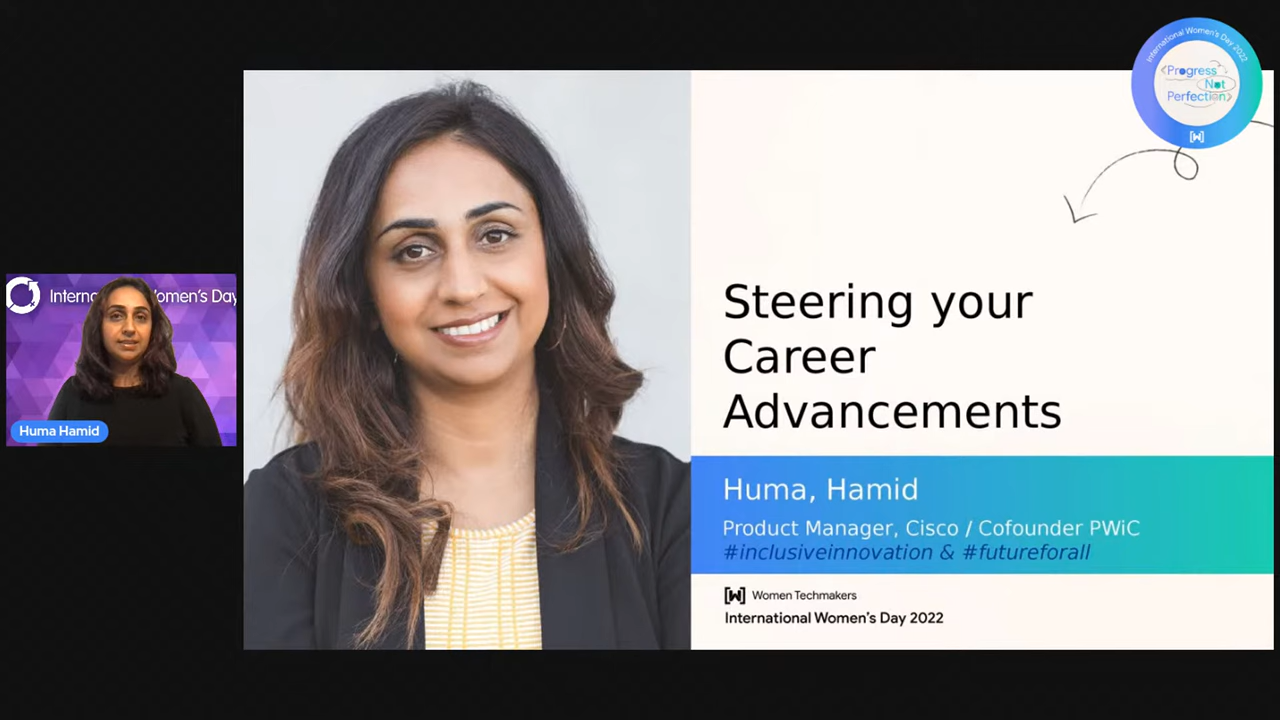 International Women's Day 2022
<Progress
Not
Perfection>
[W]
Interna
omen's Day
Huma Hamid
Steering your
Career
Advancements
Huma, Hamid
Product Manager, Cisco / Cofounder PWiC
#inclusiveinnovation & #futureforall
[W] Women Techmakers
International Women's Day 2022